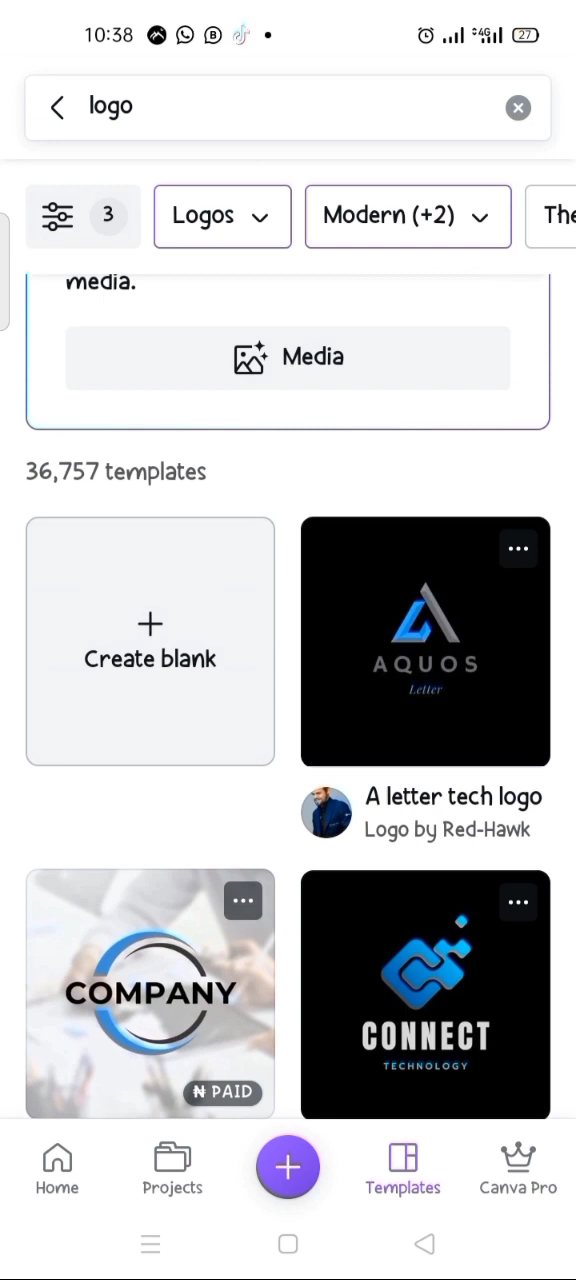 10:38
4G
27
logo
3
Logos
Modern (+2)
The
media.
Media
36,757 templates
Create blank
AQUOS
Letter
A letter tech logo
Logo by Red-Hawk
COMPANY
₦ PAID
CONNECT
TECHNOLOGY
Home
Projects
Templates
Canva Pro